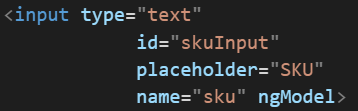 <input type="text"
id="skuInput"
placeholder="SKU"
name="sku" ngModel>